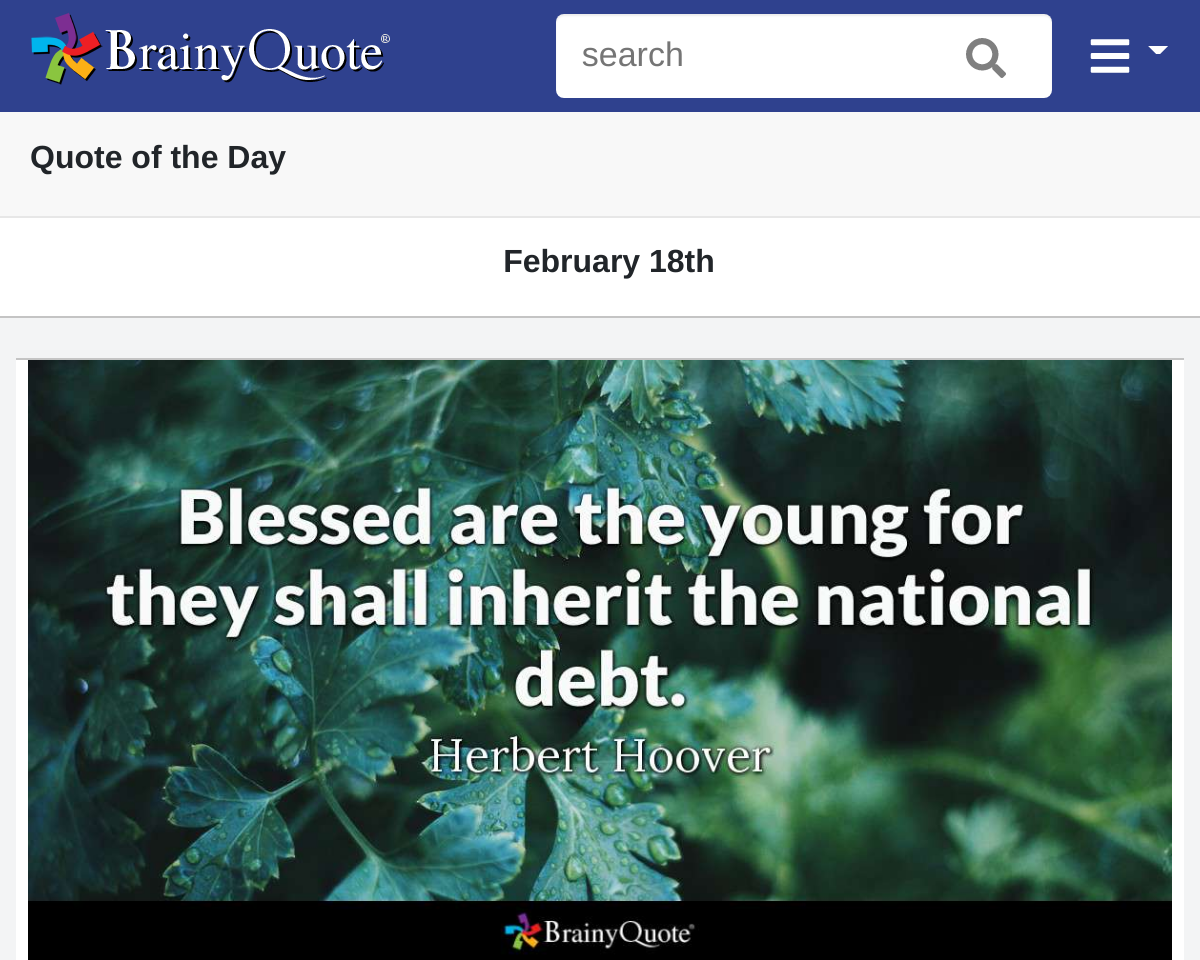 BrainyQuote®
search
Quote of the Day
February 18th
Blessed are the young for
they shall inherit the national
debt.
Herbert Hoover
BrainyQuote®